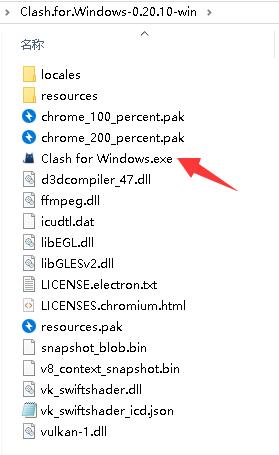 Clash.for.Windows-0.20.10-win
名称
locales
resources
chrome_100_percent.pak
chrome_200_percent.pak
Clash for Windows.exe
d3dcompiler_47.dll
ffmpeg.dll
icudtl.dat
libEGL.dll
libGLESv2.dll
LICENSE.electron.txt
LICENSES.chromium.html
resources.pak
snapshot_blob.bin
v8_context_snapshot.bin
vk_swiftshader.dll
vk_swiftshader_icd.json
vulkan-1.dll